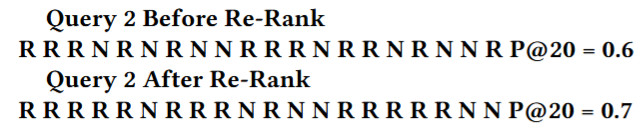 Query 2 Before Re-Rank
R R R N R N R N N R R R N R R N R N N R P@20 = 0.6
Query 2 After Re-Rank
R R R R R N R R R N R N N R R R R R N N P@20 = 0.7